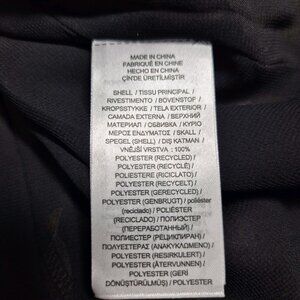 MADE IN CHINA
FABRIQUÉ EN CHINE
HECHO EN CHINA
ÇİN'DE ÜRETİLMİŞTİR
SHELL / TISSU PRINCIPAL /
RIVESTIMENTO / BOVENSTOF /
KROPSSTYKKE / TELA EXTERIOR /
CAMADA EXTERNA / ВЕРХНИЙ
МАТЕРИАЛ / ОБВИВКА / ΚΥΡΙΟ
ΜΕΡΟΣ ΕΝΔΥΜΑΤΟΣ / SKALL /
SPEGEL (SHELL) / DIŞ KATMAN /
VNĚJŠÍ VRSTVA : 100%
POLYESTER (RECYCLED) /
POLYESTER (RECYCLÉ) /
POLIESTERE (RICICLATO) /
POLYESTER (RECYCLED) /
POLYESTER (GERECYCLED) /
POLYESTER (GENBRUGT) / poliéster
(reciclado) / POLIÉSTER
(RECICLADO) / ПОЛИЭСТЕР
(ПЕРЕРАБОТАННЫЙ) /
ПОЛИЕСТЕР (РЕЦИКЛИРАН) /
ΠΟΛΥΕΣΤΕΡΑΣ (ΑΝΑΚΥΚΛΩΜΕΝΟ) /
POLYESTER (RESIRKULERT) /
POLYESTER (ÅTERVUNNEN) /
POLYESTER (GERİ
DÖNÜŞTÜRÜLMÜŞ) / POLYESTER